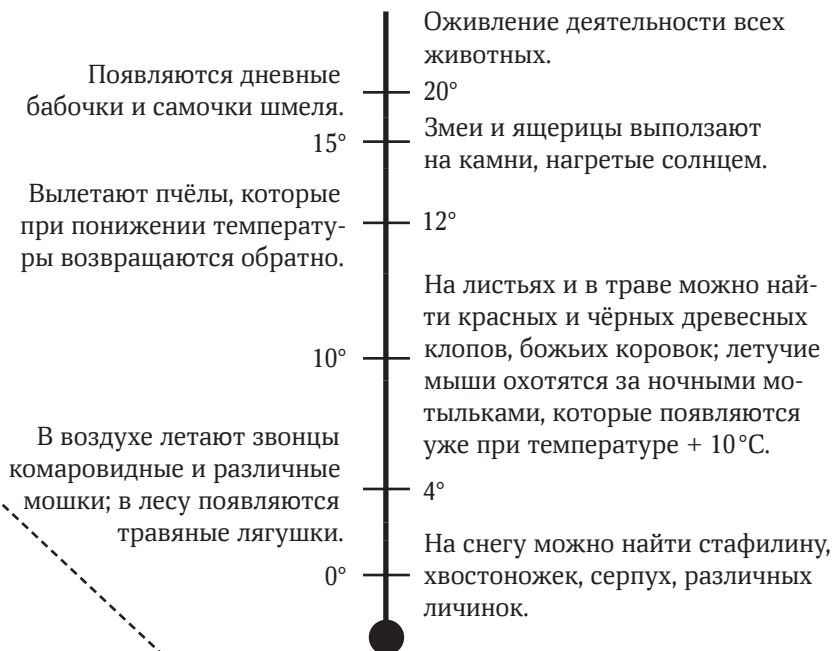 Оживление деятельности всех
животных.
Появляются дневные
бабочки и самочки шмеля.
20°
15°
Змеи и ящерицы выползают
на камни, нагретые солнцем.
Вылетают пчёлы, которые
при понижении температу-
ры возвращаются обратно.
12°
На листьях и в траве можно най-
ти красных и чёрных древесных
клопов, божьих коровок; летучие
мыши охотятся за ночными мо-
тыльками, которые появляются
уже при температуре + 10 °C.
10°
В воздухе летают звонцы
комаровидные и различные
мошки; в лесу появляются
травяные лягушки.
4°
На снегу можно найти стафилину,
хвостоножек, серпух, различных
личинок.
0°